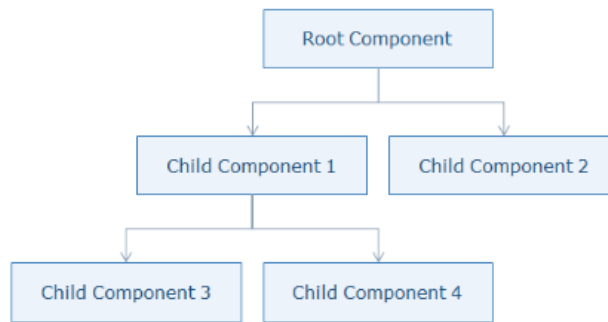 Root Component
Child Component 1
Child Component 2
Child Component 3
Child Component 4